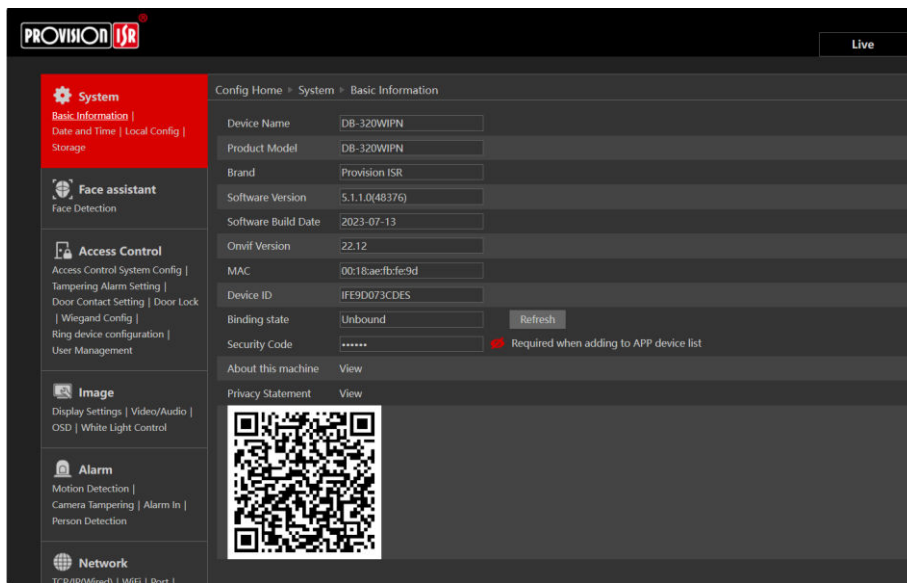 PROVISION ISR
Live
System
Basic Information |
Date and Time | Local Config |
Storage
Face assistant
Face Detection
Access Control
Access Control System Config |
Tampering Alarm Setting |
Door Contact Setting | Door Lock
| Wiegand Config |
Ring device configuration |
User Management
Image
Display Settings | Video/Audio |
OSD | White Light Control
Alarm
Motion Detection |
Camera Tampering | Alarm In |
Person Detection
Network
TCP/IP(Wired) | WiFi | Port |
Config Home ▸ System ▸ Basic Information
Device Name DB-320WIPN
Product Model DB-320WIPN
Brand Provision ISR
Software Version 5.1.1.0(48376)
Software Build Date 2023-07-13
Onvif Version 22.12
MAC 00:18:ae:fb:fe:9d
Device ID IFE9D073CDES
Binding state Unbound Refresh
Security Code •••••• Required when adding to APP device list
About this machine View
Privacy Statement View